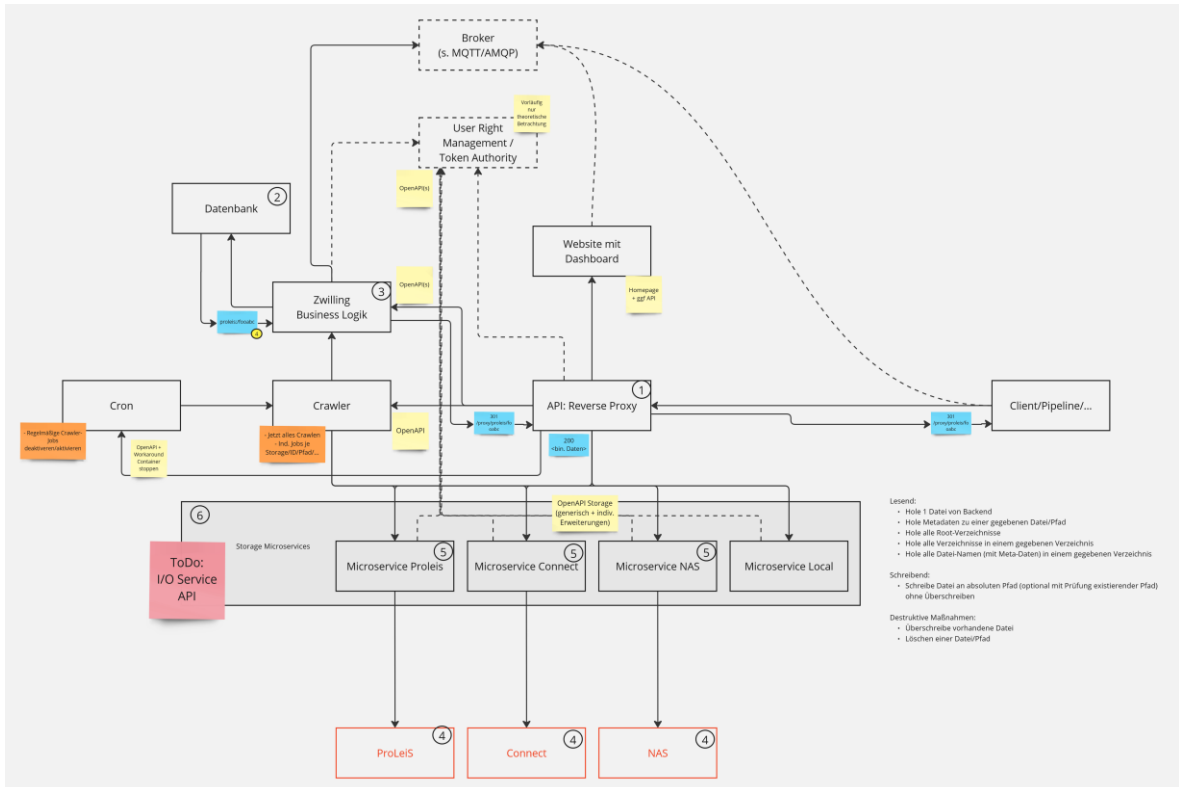 Broker
(s. MQTT/AMQP)
Vorläufig
nur
theoretische
Betrachtung
User Right
Management /
Token Authority
OpenAPI(s)
2
Datenbank
Website mit
Dashboard
3
Zwilling
Business Logik
OpenAPI(s)
Homepage
+ ggf API
4
1
Cron
Crawler
API: Reverse Proxy
Client/Pipeline/...
- Regelmäßige Crawler-
Jobs
deaktivieren/aktivieren
OpenAPI +
Workaround
Container
stoppen
- Jetzt alles Crawlen
- Ind. Jobs je
Storage/ID/Pfad/...
OpenAPI
301
301
200
<bin. Daten>
OpenAPI Storage
(generisch + indiv.
Erweiterungen)
6
Storage Microservices
ToDo:
I/O Service
API
5
Microservice Proleis
5
Microservice Connect
5
Microservice NAS
Microservice Local
Lesend:
• Hole 1 Datei von Backend
• Hole Metadaten zu einer gegebenen Datei/Pfad
• Hole alle Root-Verzeichnisse
• Hole alle Verzeichnisse in einem gegebenen Verzeichnis
• Hole alle Datei-Namen (mit Meta-Daten) in einem gegebenen Verzeichnis
Schreibend:
• Schreibe Datei an absoluten Pfad (optional mit Prüfung existierender Pfad)
ohne Überschreiben
Destruktive Maßnahmen:
• Überschreibe vorhandene Datei
• Löschen einer Datei/Pfad
4
ProLeiS
4
Connect
4
NAS